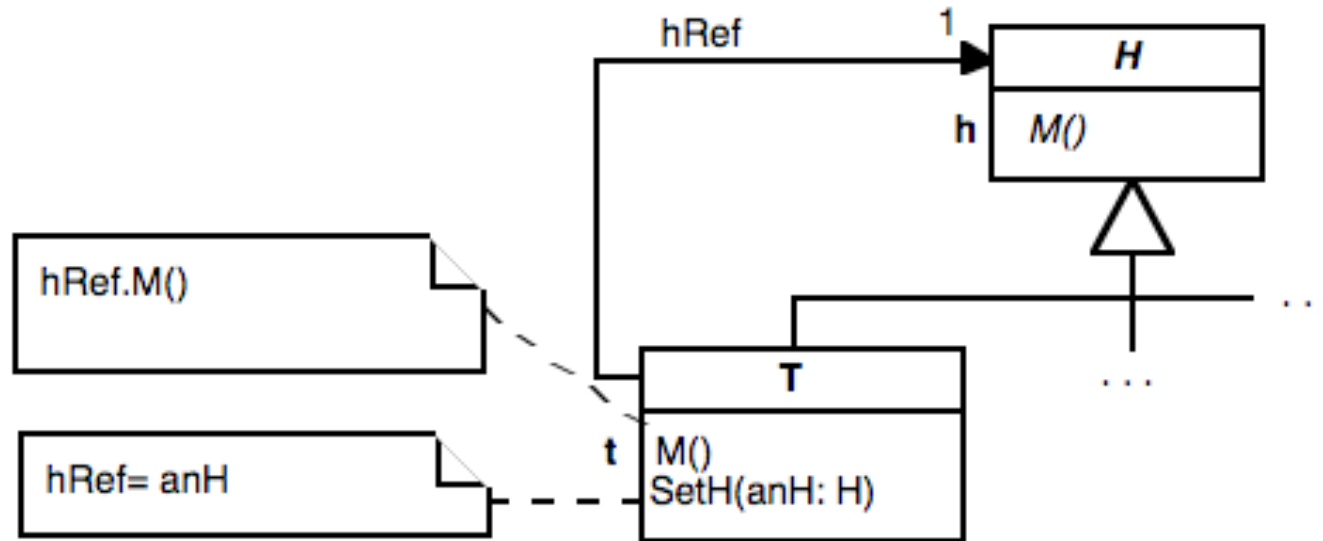 hRef
1
H
h
M()
hRef.M()
. .
T
. . .
t
M()
SetH(anH: H)
hRef= anH